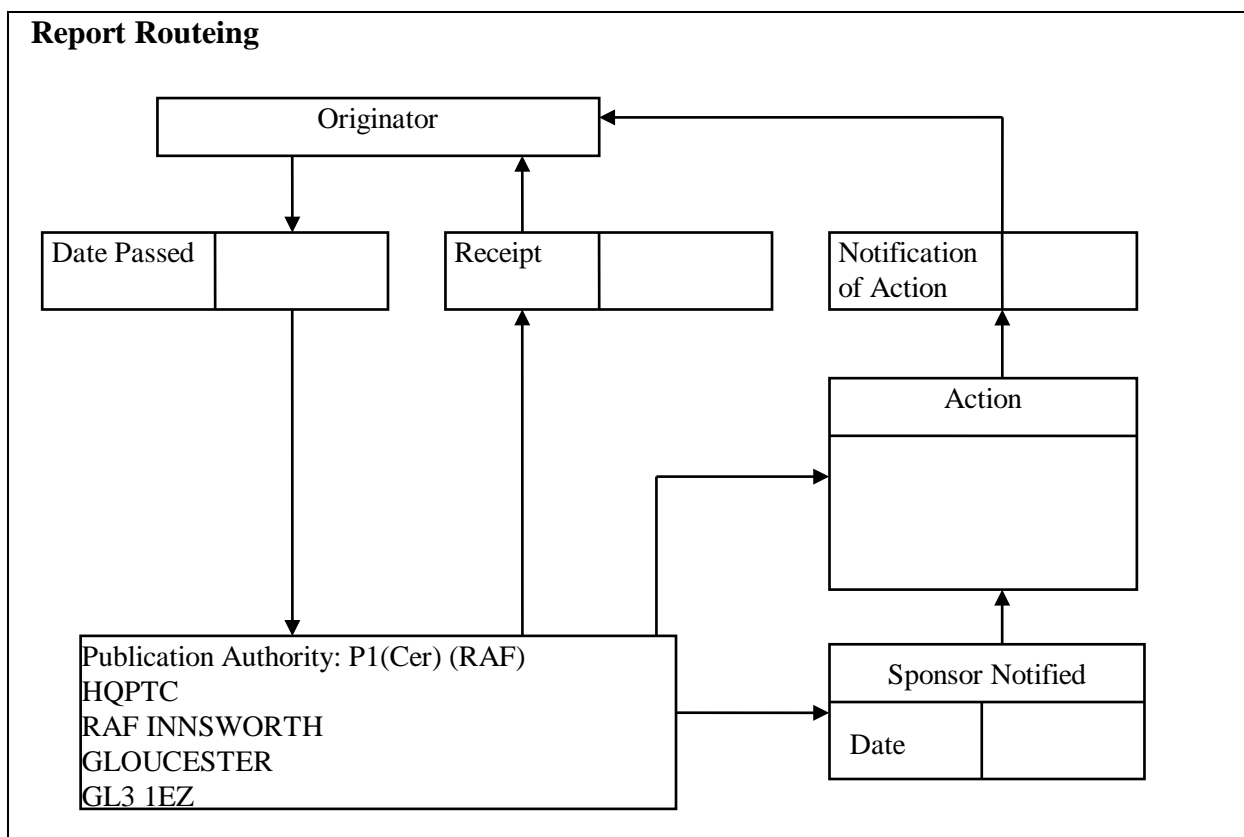 Report Routeing
Originator
Date Passed
Receipt
Notification
of Action
Action
Publication Authority: P1(Cer) (RAF)
HQPTC
RAF INNSWORTH
GLOUCESTER
GL3 1EZ
Sponsor Notified
Date